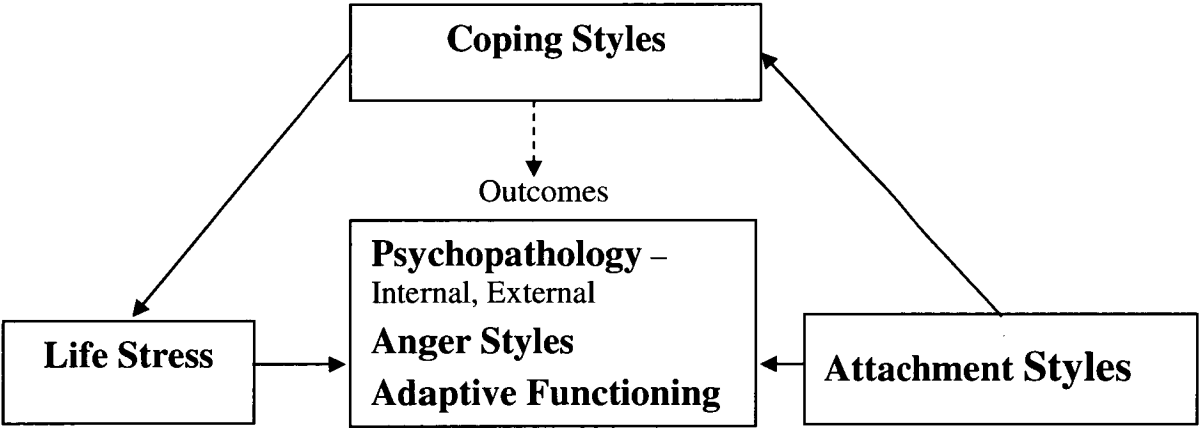 Coping Styles
Outcomes
Psychopathology –
Internal, External
Anger Styles
Adaptive Functioning
Life Stress
Attachment Styles